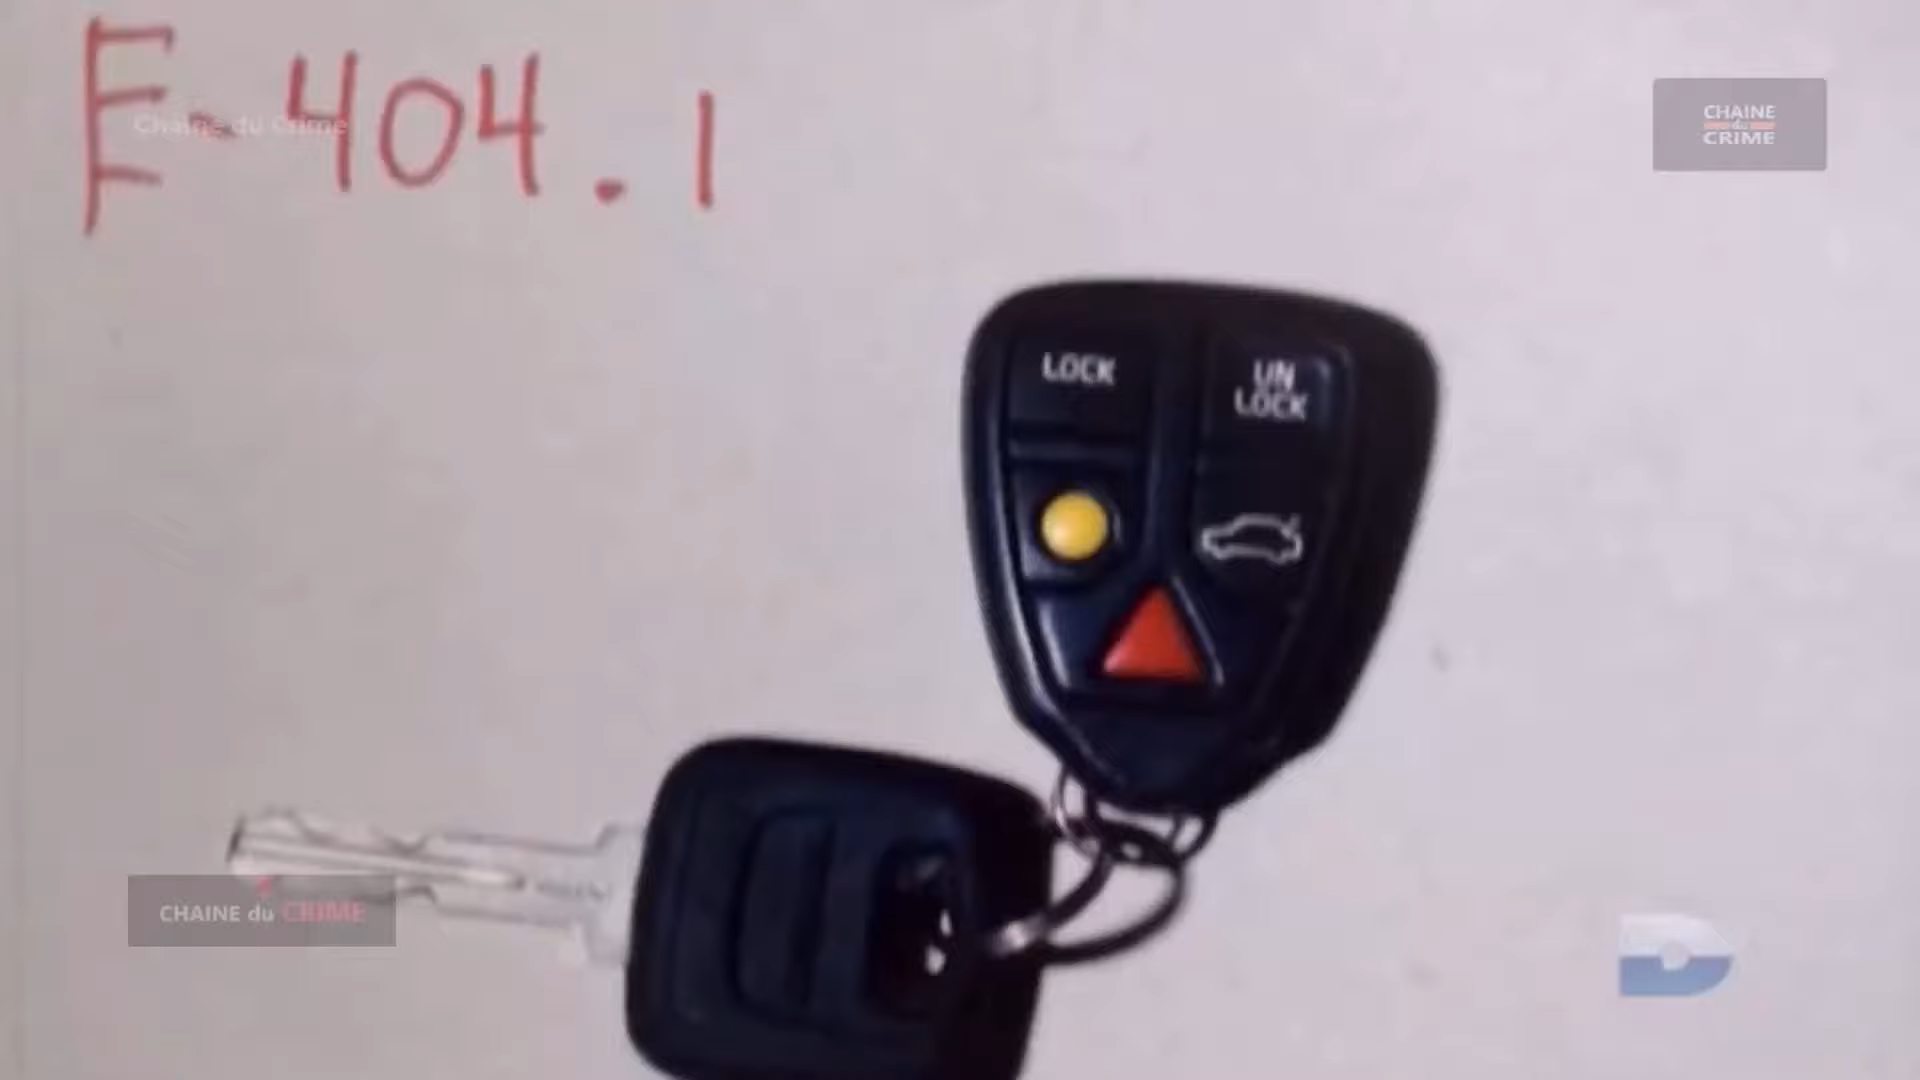 E-404.1
Chaine du Crime
CHAINE
du
CRIME
LOCK
UN
LOCK
CHAINE du CRIME